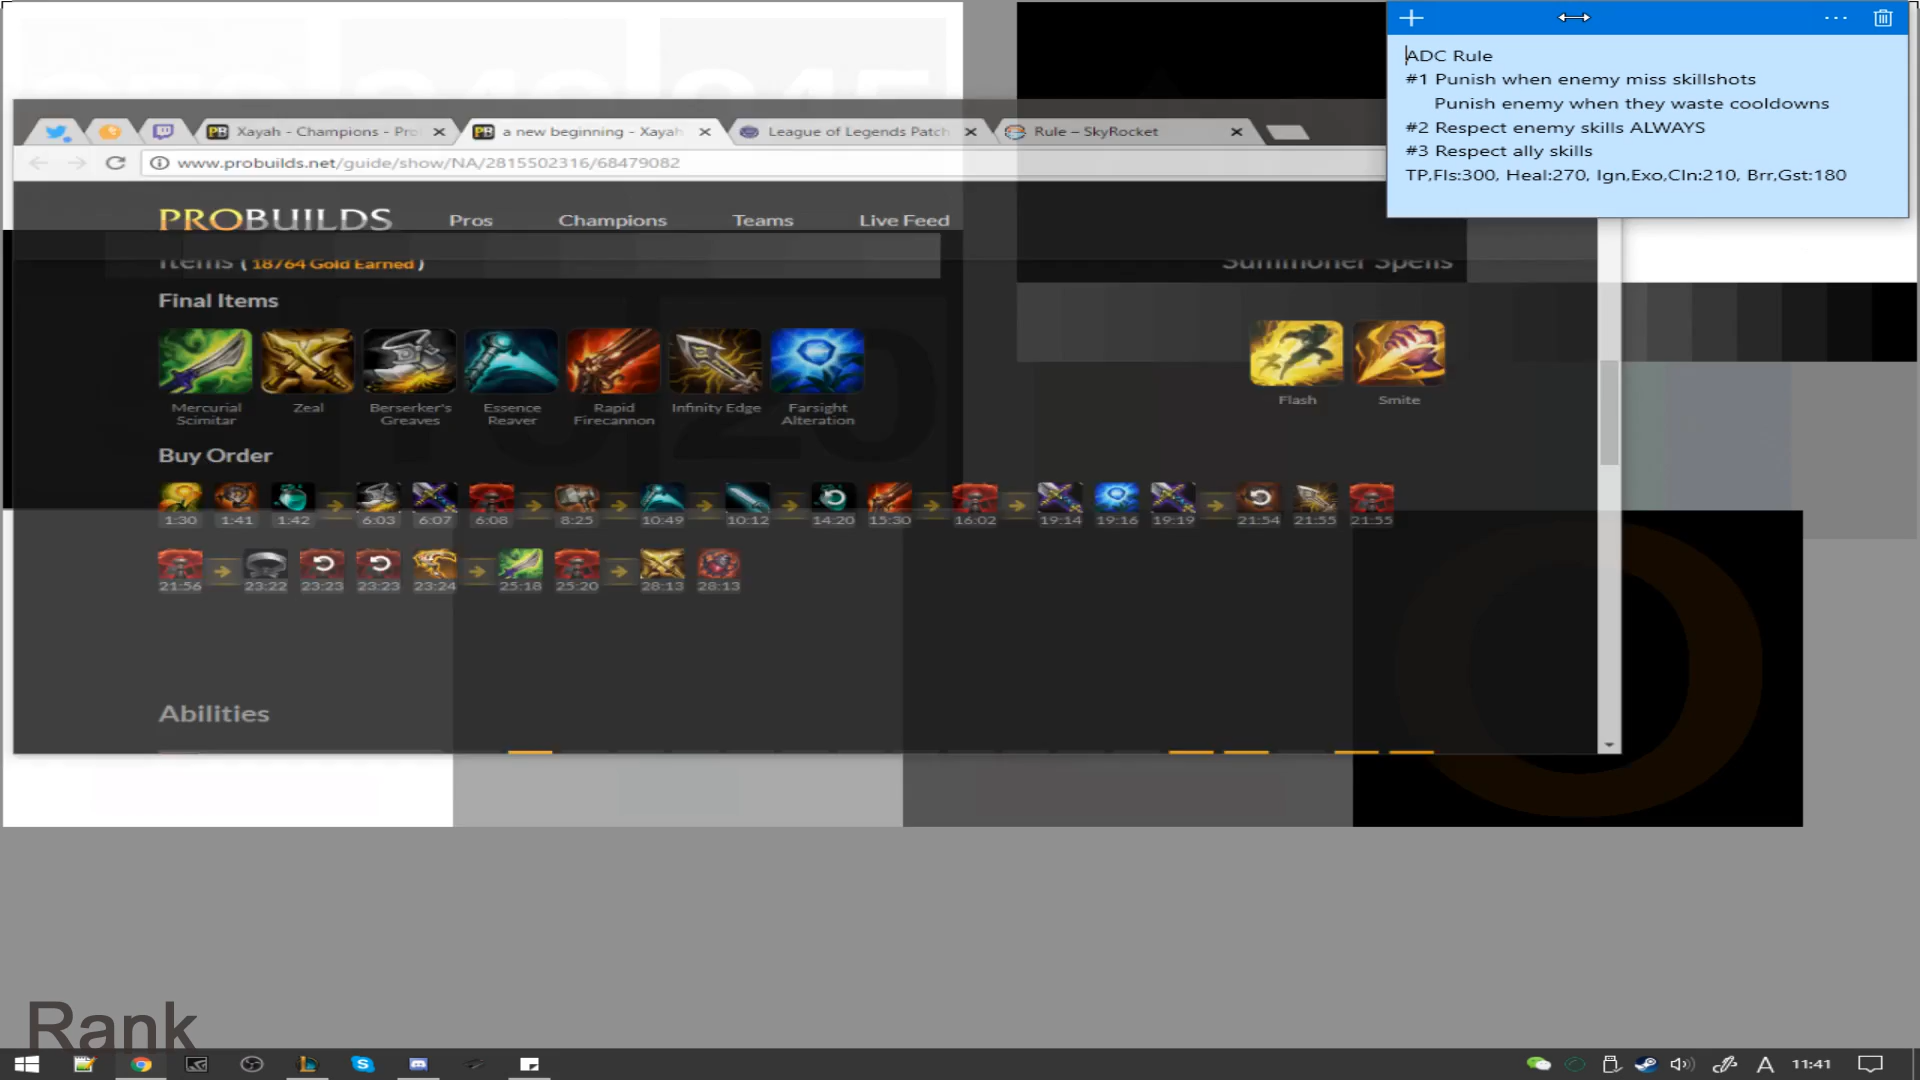 ADC Rule
#1 Punish when enemy miss skillshots
Punish enemy when they waste cooldowns
#2 Respect enemy skills ALWAYS
#3 Respect ally skills
TP,Fls:300, Heal:270, Ign,Exo,Cln:210, Brr,Gst:180
Xayah - Champions - Pro
a new beginning - Xayah
League of Legends Patch
Rule – SkyRocket
www.probuilds.net/guide/show/NA/2815502316/68479082
PROBUILDS
Pros
Champions
Teams
Live Feed
Items ( 18764 Gold Earned )
Summoner Spells
Final Items
Mercurial Scimitar
Zeal
Berserker's Greaves
Essence Reaver
Rapid Firecannon
Infinity Edge
Farsight Alteration
Flash
Smite
Buy Order
1:30 1:41 1:42 6:03 6:07 6:08 8:25 10:49 10:12 14:20 15:30 16:02 19:14 19:16 19:19 21:54 21:55 21:55
21:56 23:22 23:23 23:23 23:24 25:18 25:20 28:13 28:13
Abilities
Rank
A
11:41